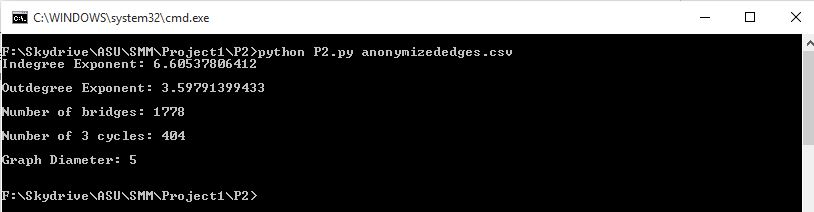 C:\WINDOWS\system32\cmd.exe
F:\Skydrive\ASU\SMM\Project1\P2>python P2.py anonymizededges.csv
Indegree Exponent: 6.60537806412
Outdegree Exponent: 3.59791399433
Number of bridges: 1778
Number of 3 cycles: 404
Graph Diameter: 5
F:\Skydrive\ASU\SMM\Project1\P2>